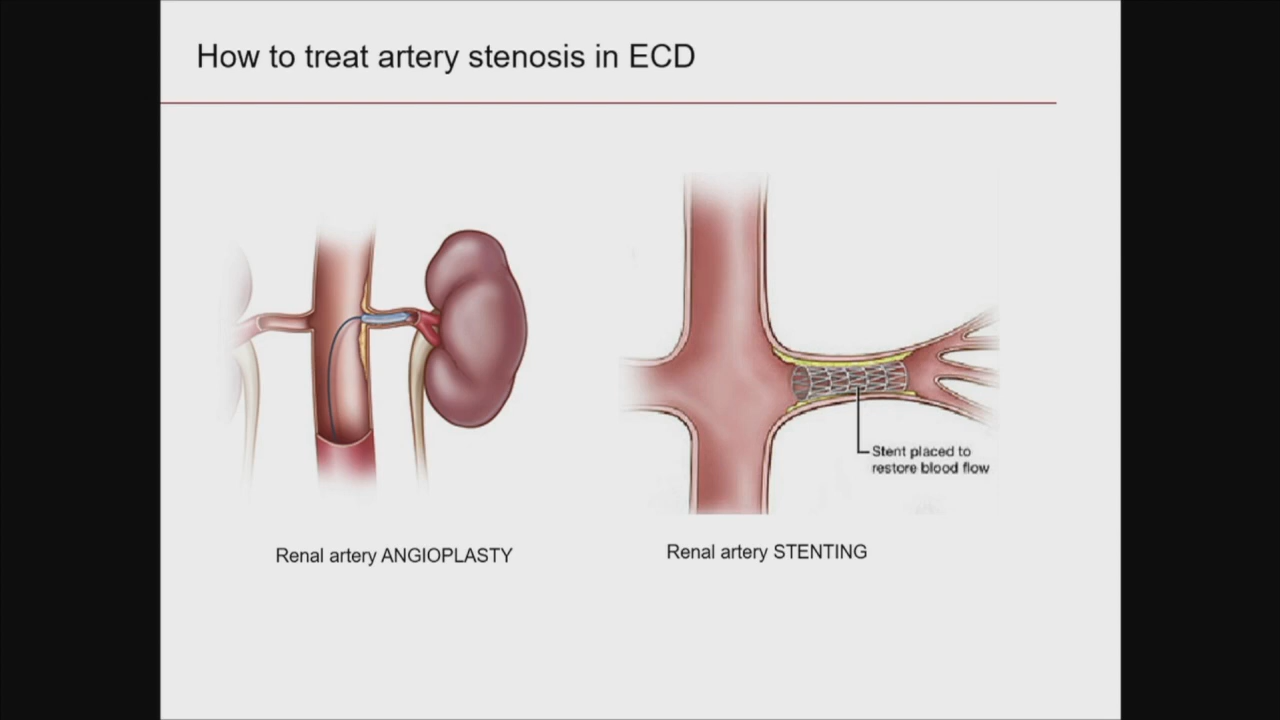 How to treat artery stenosis in ECD
Stent placed to
restore blood flow
Renal artery ANGIOPLASTY
Renal artery STENTING